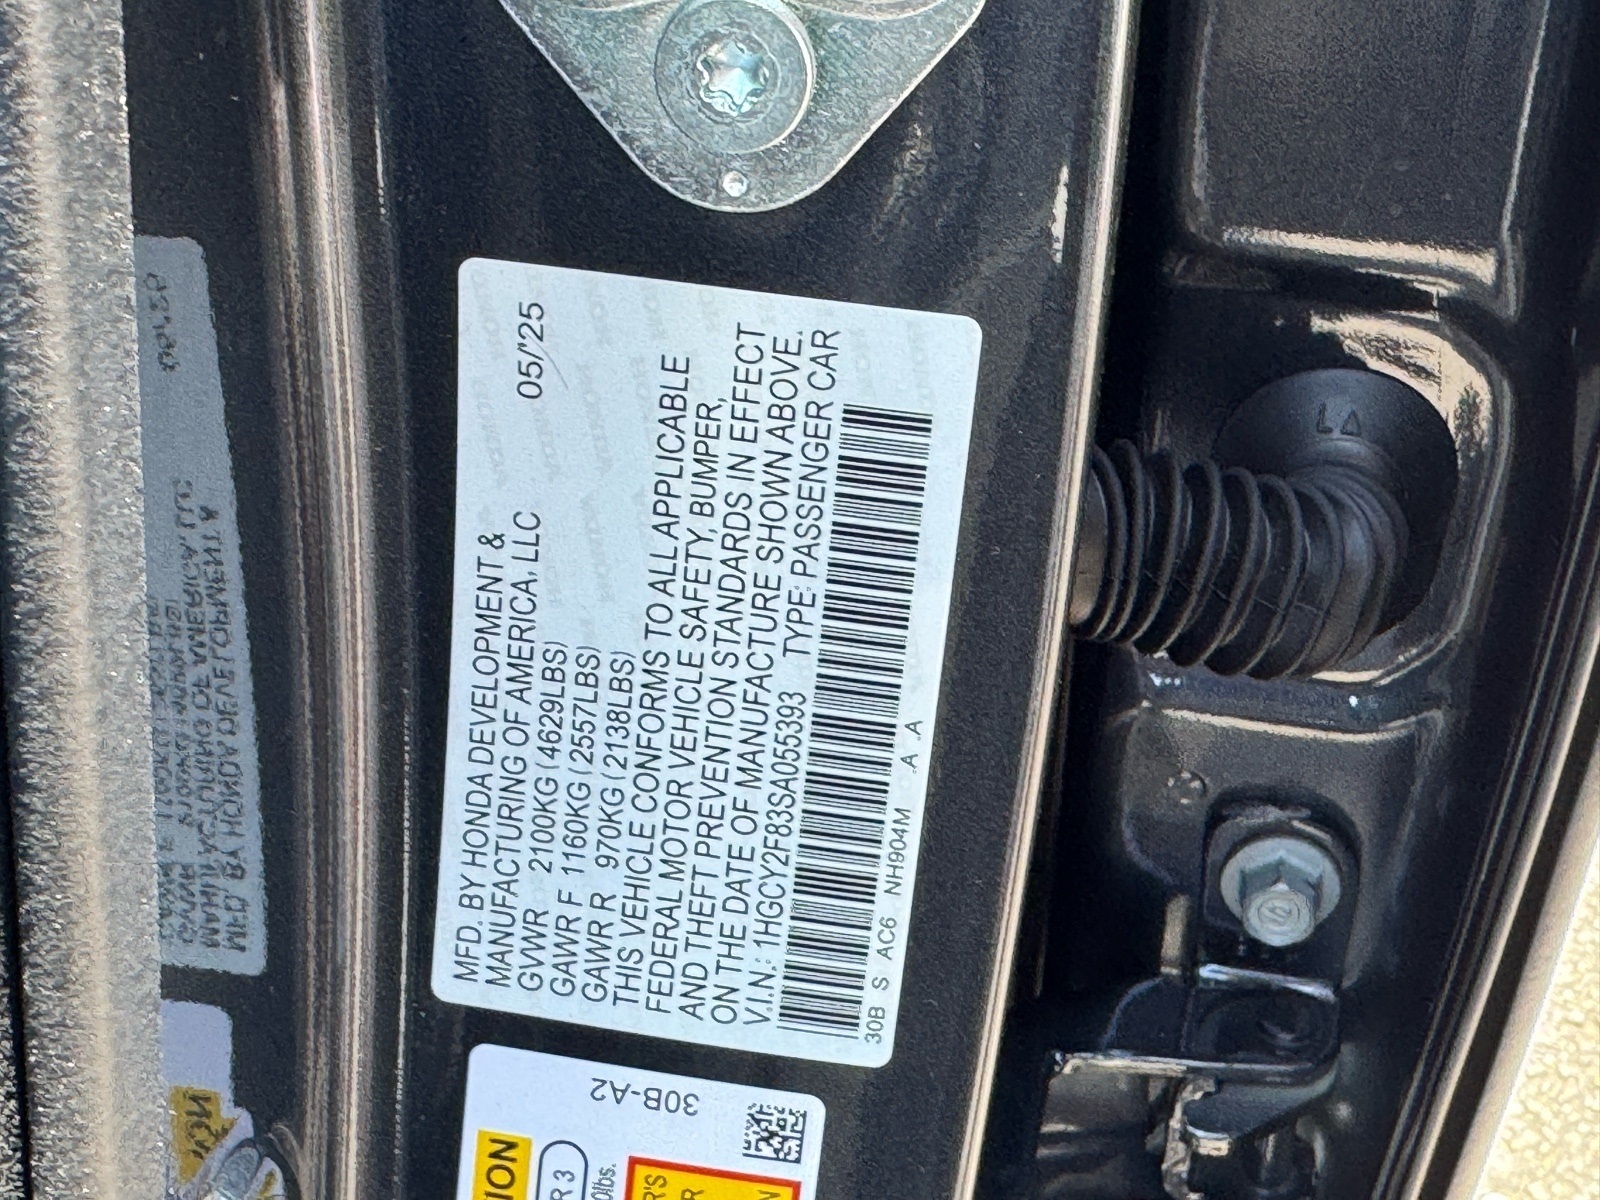 MFD. BY HONDA DEVELOPMENT &
MANUFACTURING OF AMERICA, LLC 05/'25
GVWR 2100KG (4629LBS)
GAWR F 1160KG (2557LBS)
GAWR R 970KG (2138LBS)
THIS VEHICLE CONFORMS TO ALL APPLICABLE
FEDERAL MOTOR VEHICLE SAFETY, BUMPER,
AND THEFT PREVENTION STANDARDS IN EFFECT
ON THE DATE OF MANUFACTURE SHOWN ABOVE.
V.I.N.: 1HGCY2F83SA055393 TYPE: PASSENGER CAR
30B S AC6 NH904M A A
30B-A2